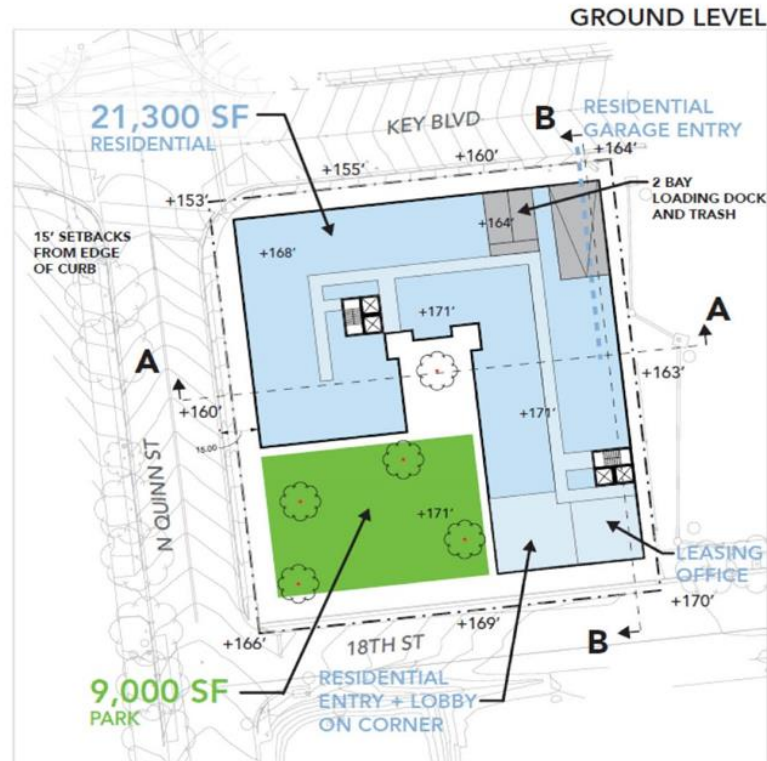 GROUND LEVEL
21,300 SF
RESIDENTIAL
KEY BLVD
B
RESIDENTIAL
GARAGE ENTRY
+164'
+160'
+155'
+153'
2 BAY
LOADING DOCK
AND TRASH
+164'
15' SETBACKS
FROM EDGE
OF CURB
+168'
+171'
A
A
+163'
+160'
+171'
15.00
N QUINN ST
+171'
LEASING
OFFICE
+170'
+169'
B
+166'
18TH ST
9,000 SF
PARK
RESIDENTIAL
ENTRY + LOBBY
ON CORNER